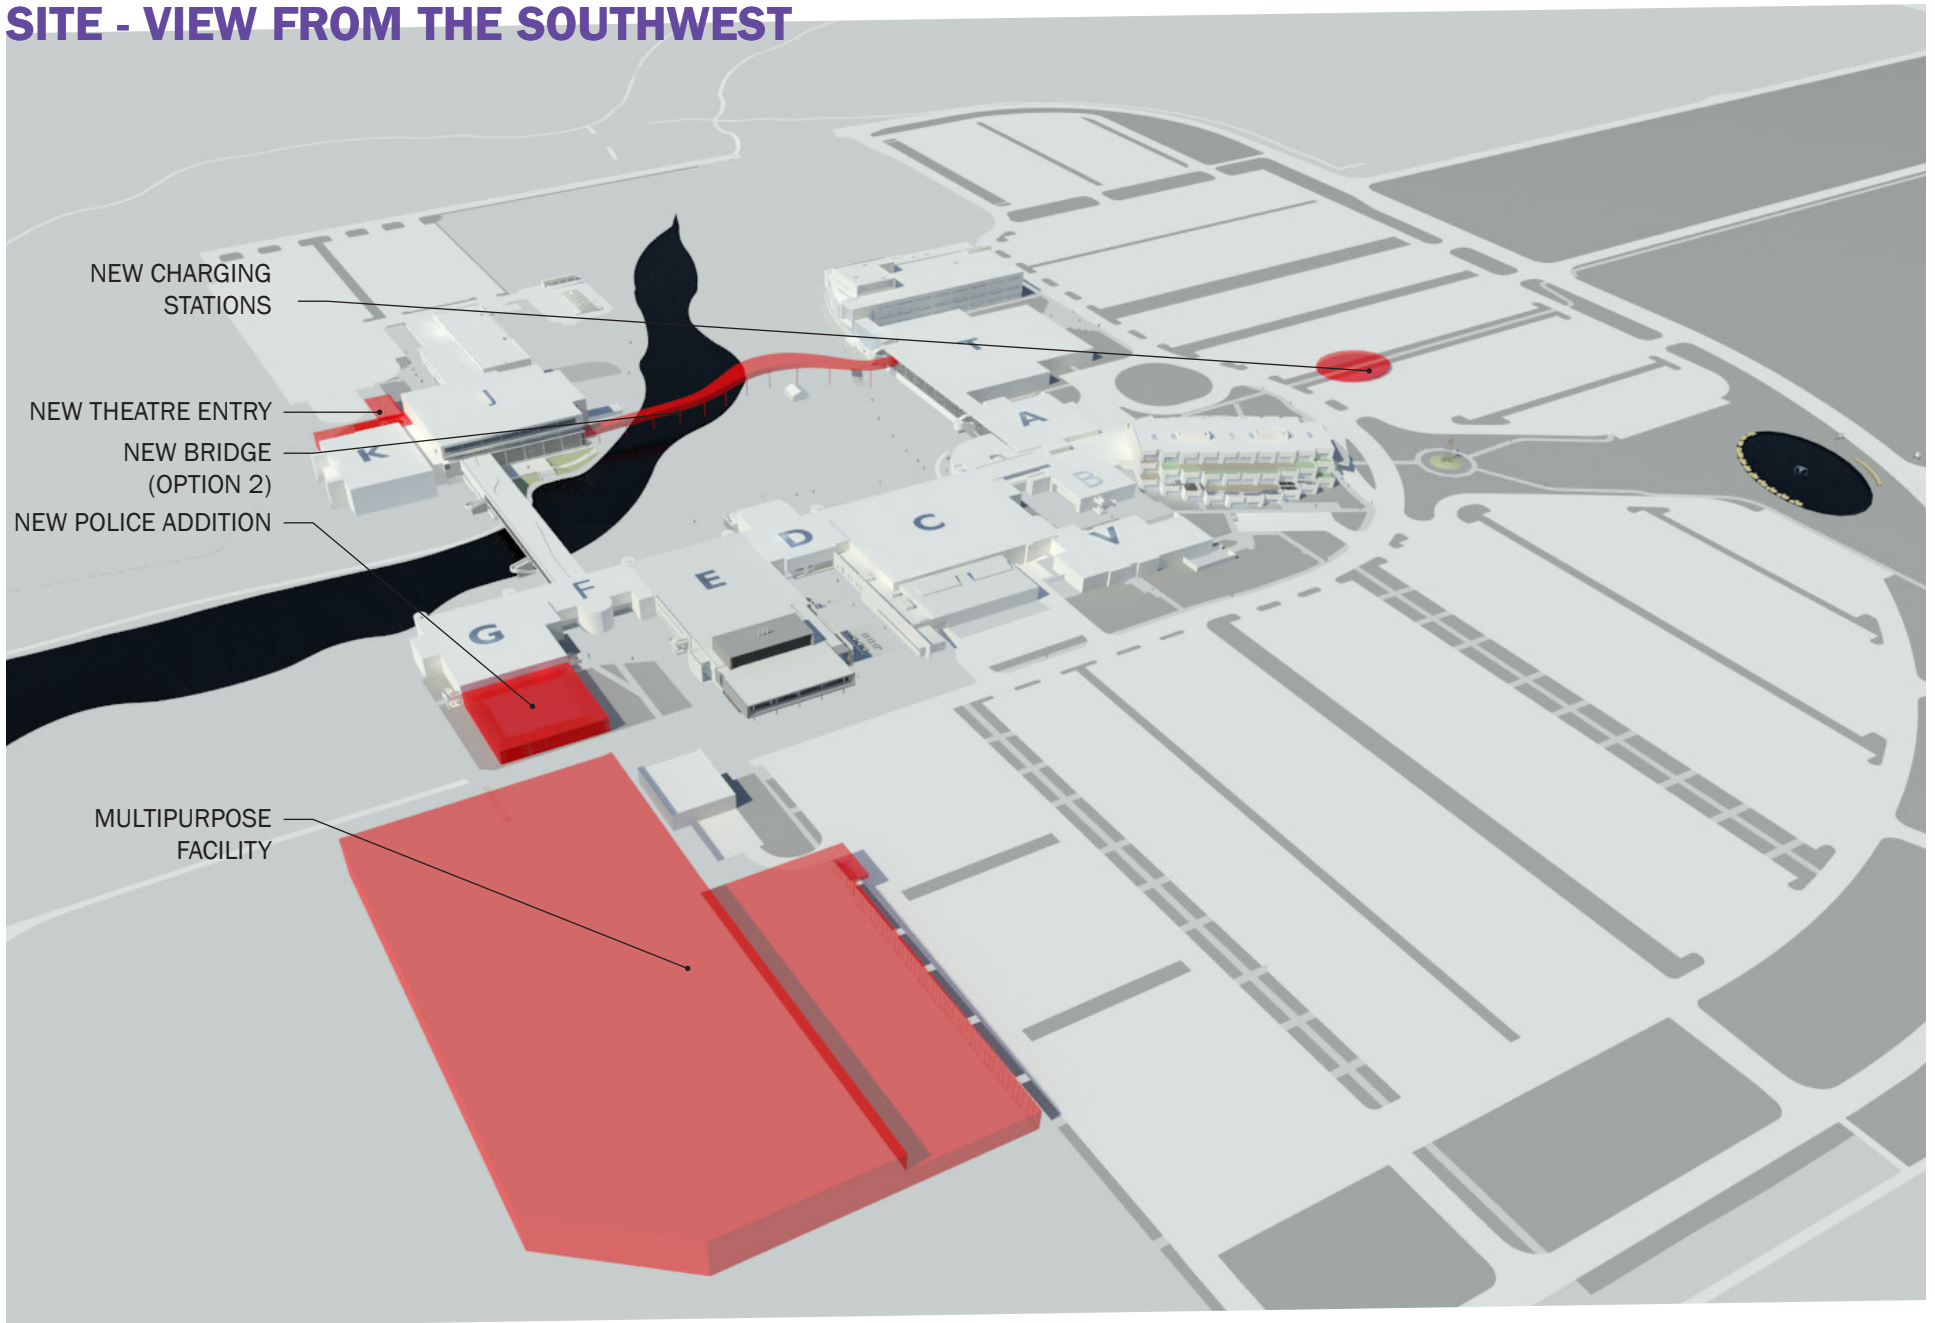 SITE - VIEW FROM THE SOUTHWEST
NEW CHARGING
STATIONS
NEW THEATRE ENTRY
NEW BRIDGE
(OPTION 2)
NEW POLICE ADDITION
MULTIPURPOSE
FACILITY
J
K
T
A
B
C
D
V
E
F
G